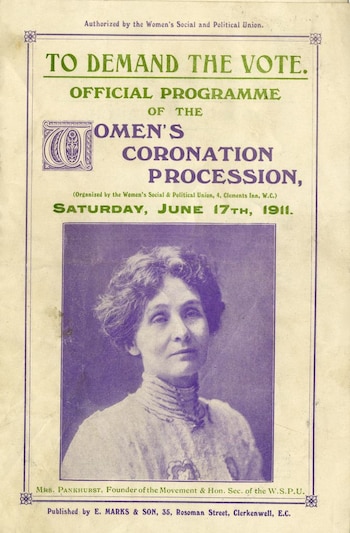 Authorized by the Women's Social and Political Union.
TO DEMAND THE VOTE.
OFFICIAL PROGRAMME
OF THE
WOMEN'S
CORONATION
PROCESSION,
(Organised by the Women's Social & Political Union, 4, Clements Inn, W.C.)
SATURDAY, JUNE 17TH, 1911.
MRS. PANKHURST. Founder of the Movement & Hon. Sec. of the W.S.P.U.
Published by E. MARKS & SON, 35, Rosoman Street, Clerkenwell, E.C.